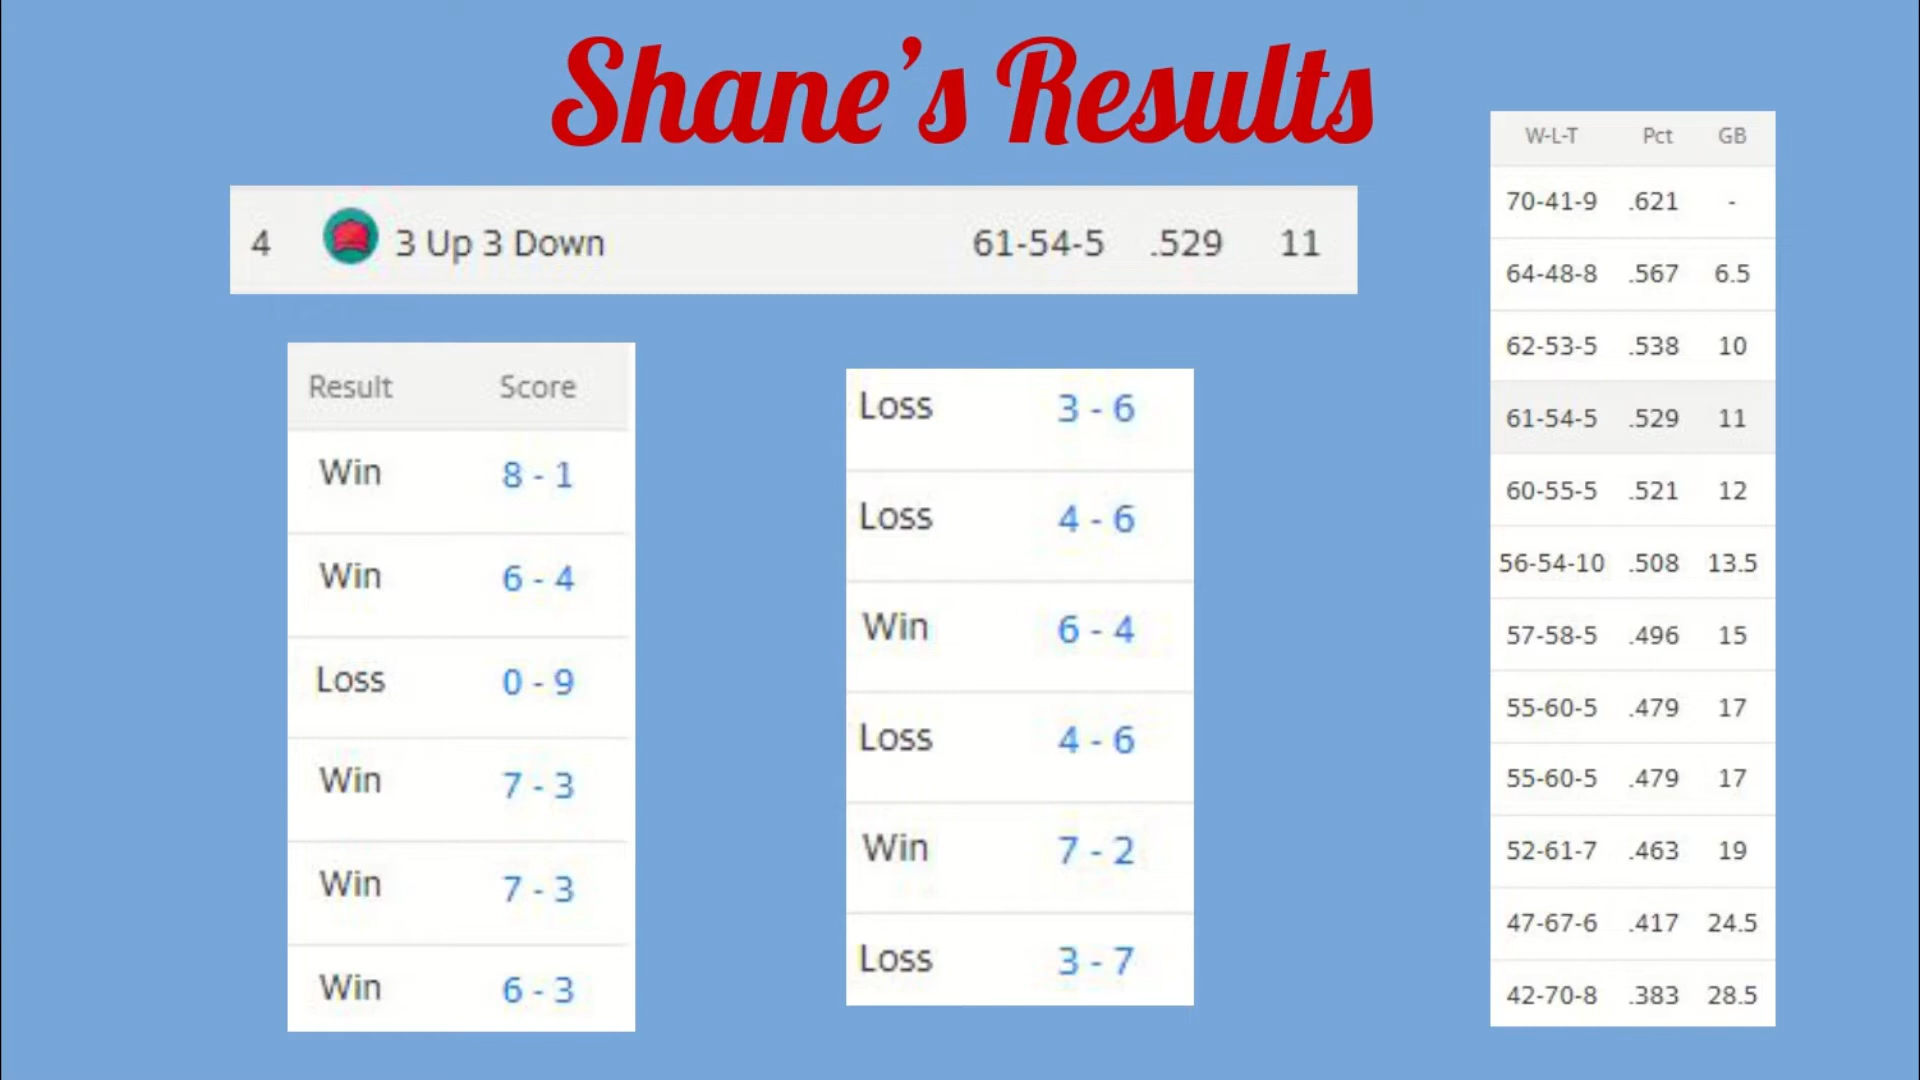 Shane's Results
4 3 Up 3 Down 61-54-5 .529 11
Result Score
Win 8 - 1
Win 6 - 4
Loss 0 - 9
Win 7 - 3
Win 7 - 3
Win 6 - 3
Loss 3 - 6
Loss 4 - 6
Win 6 - 4
Loss 4 - 6
Win 7 - 2
Loss 3 - 7
W-L-T Pct GB
70-41-9 .621 -
64-48-8 .567 6.5
62-53-5 .538 10
61-54-5 .529 11
60-55-5 .521 12
56-54-10 .508 13.5
57-58-5 .496 15
55-60-5 .479 17
55-60-5 .479 17
52-61-7 .463 19
47-67-6 .417 24.5
42-70-8 .383 28.5